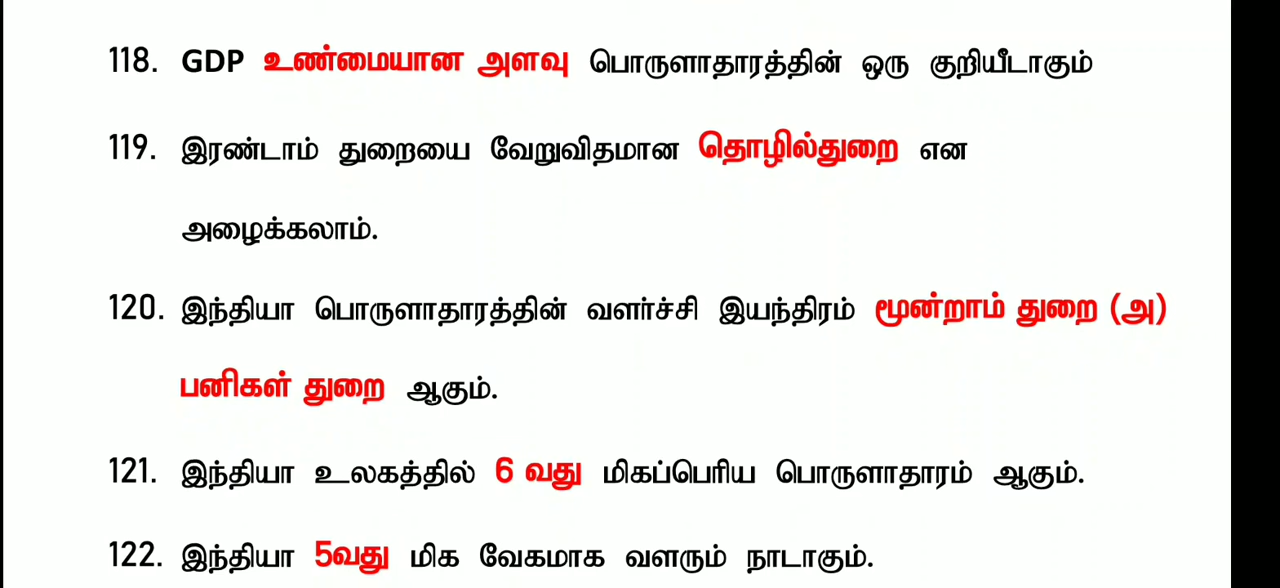 118. GDP உண்மையான அளவு பொருளாதாரத்தின் ஒரு குறியீடாகும்
119. இரண்டாம் துறையை வேறுவிதமான தொழில்துறை என
அழைக்கலாம்.
120. இந்தியா பொருளாதாரத்தின் வளர்ச்சி இயந்திரம் மூன்றாம் துறை (அ)
பனிகள் துறை ஆகும்.
121. இந்தியா உலகத்தில் 6 வது மிகப்பெரிய பொருளாதாரம் ஆகும்.
122. இந்தியா 5வது மிக வேகமாக வளரும் நாடாகும்.